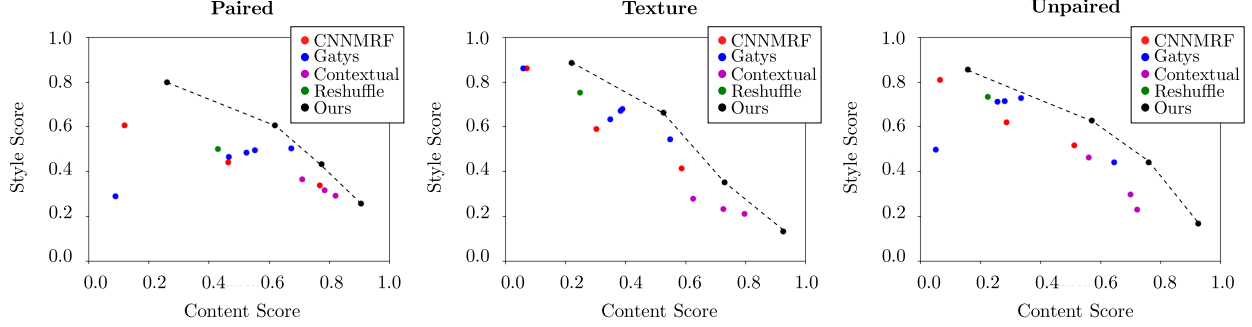 Paired
1.0
0.8
0.6
0.4
0.2
0.0
Style Score
0.0 0.2 0.4 0.6 0.8 1.0
Content Score
CNNMRF
Gatys
Contextual
Reshuffle
Ours
Texture
1.0
0.8
0.6
0.4
0.2
0.0
Style Score
0.0 0.2 0.4 0.6 0.8 1.0
Content Score
CNNMRF
Gatys
Contextual
Reshuffle
Ours
Unpaired
1.0
0.8
0.6
0.4
0.2
0.0
Style Score
0.0 0.2 0.4 0.6 0.8 1.0
Content Score
CNNMRF
Gatys
Contextual
Reshuffle
Ours